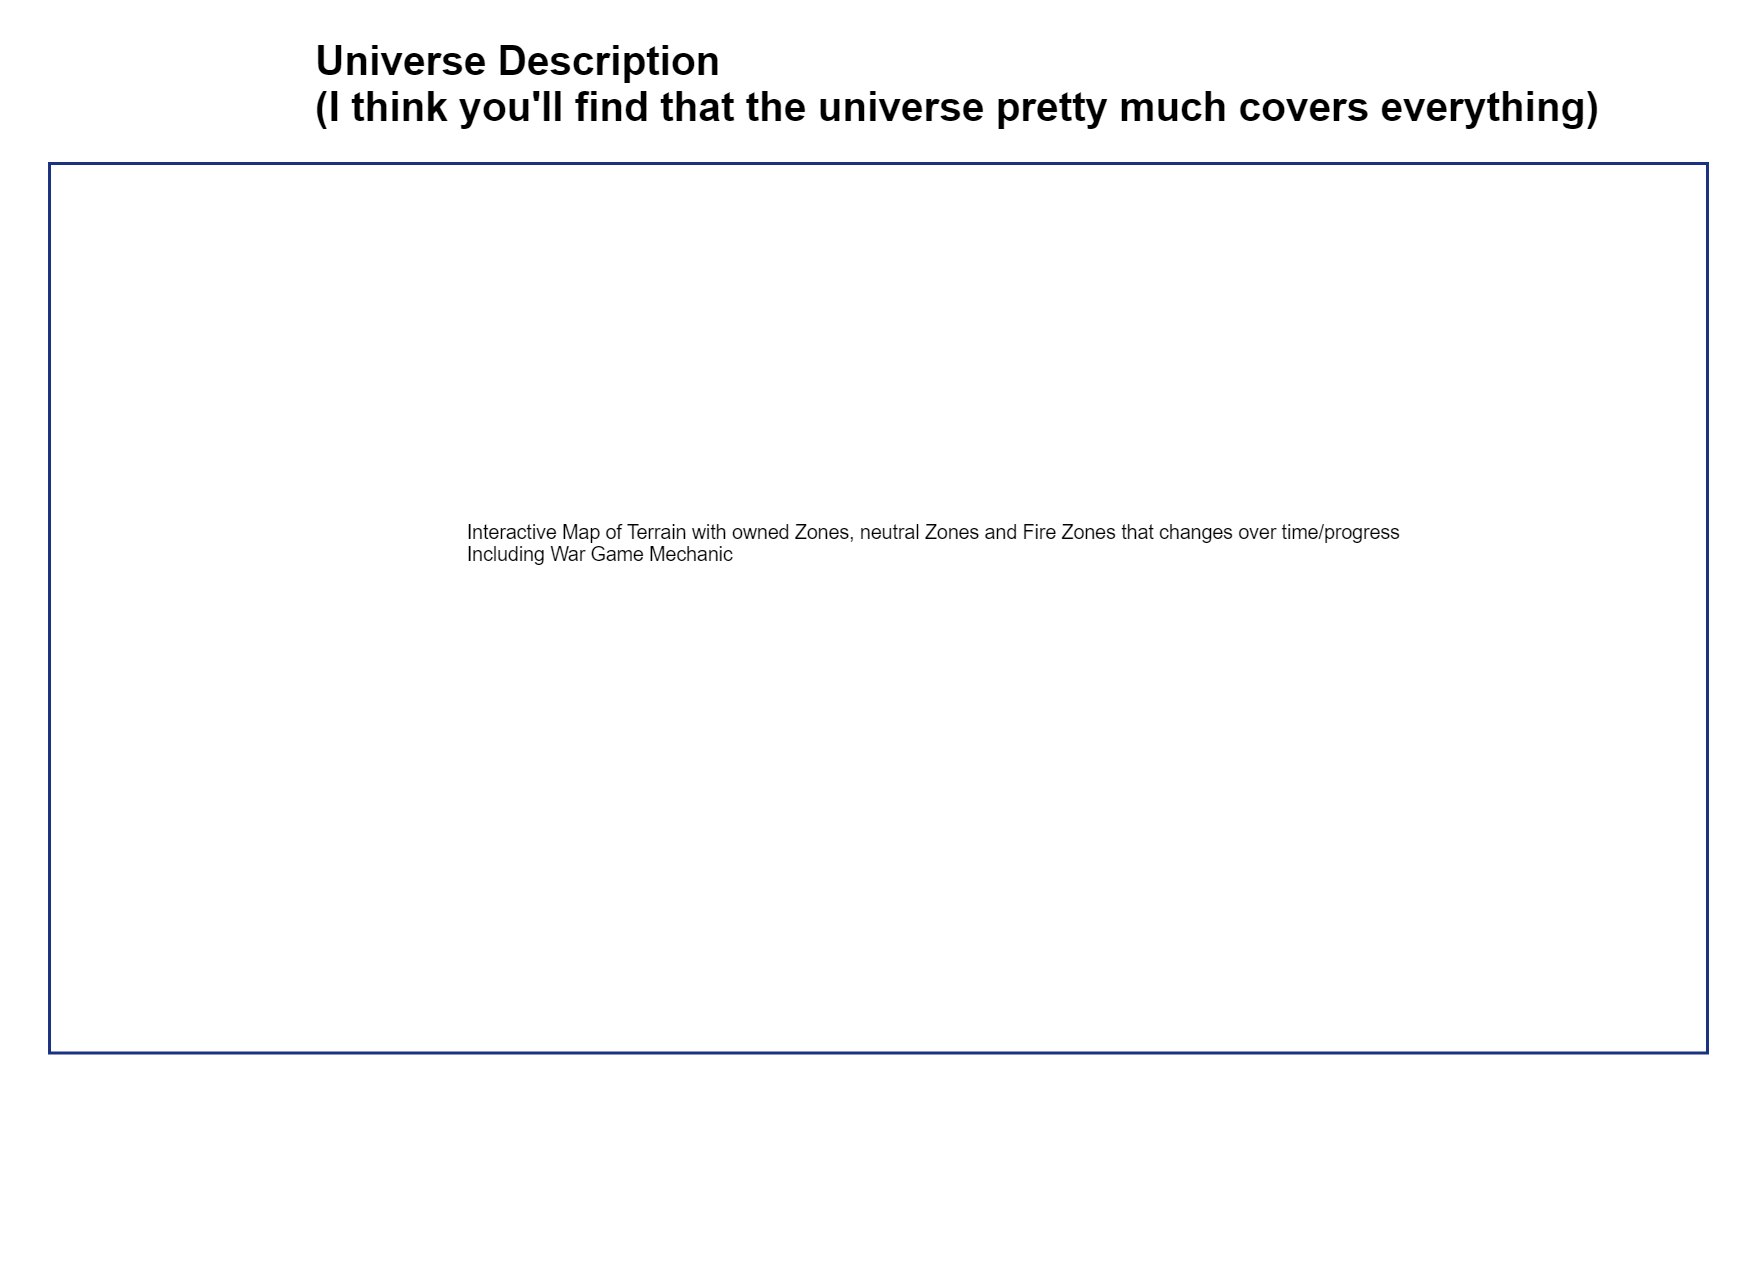 Universe Description
(I think you'll find that the universe pretty much covers everything)
Interactive Map of Terrain with owned Zones, neutral Zones and Fire Zones that changes over time/progress
Including War Game Mechanic